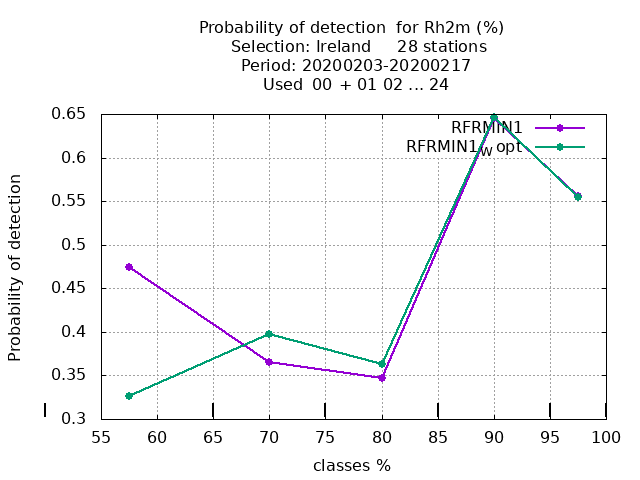 Probability of detection for Rh2m (%)
Selection: Ireland 28 stations
Period: 20200203-20200217
Used 00 + 01 02 ... 24
RFRMIN1
RFRMIN1w opt
Probability of detection
0.65
0.6
0.55
0.5
0.45
0.4
0.35
0.3
55 60 65 70 75 80 85 90 95 100
classes %